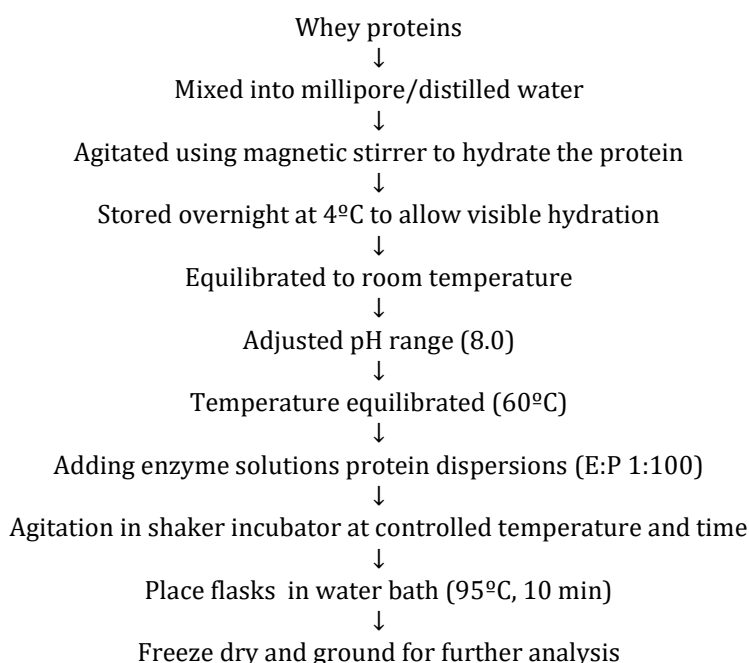 Whey proteins
↓
Mixed into millipore/distilled water
↓
Agitated using magnetic stirrer to hydrate the protein
↓
Stored overnight at 4ºC to allow visible hydration
↓
Equilibrated to room temperature
↓
Adjusted pH range (8.0)
↓
Temperature equilibrated (60ºC)
↓
Adding enzyme solutions protein dispersions (E:P 1:100)
↓
Agitation in shaker incubator at controlled temperature and time
↓
Place flasks in water bath (95ºC, 10 min)
↓
Freeze dry and ground for further analysis